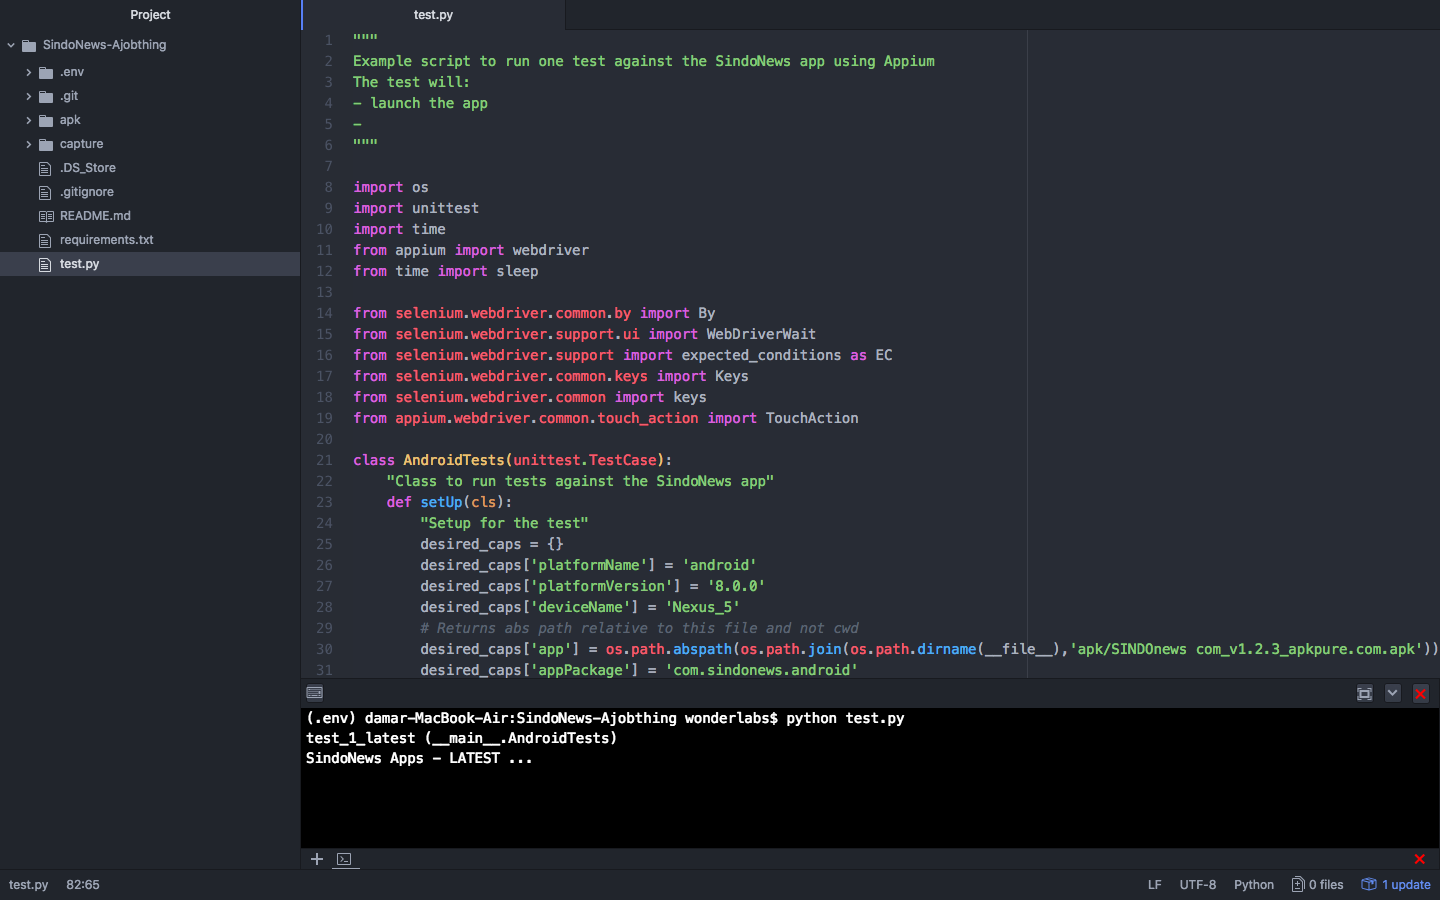 Project
SindoNews-Ajobthing
.env
.git
apk
capture
.DS_Store
.gitignore
README.md
requirements.txt
test.py
test.py
1 """
2 Example script to run one test against the SindoNews app using Appium
3 The test will:
4 - launch the app
5 -
6 """
7
8 import os
9 import unittest
10 import time
11 from appium import webdriver
12 from time import sleep
13
14 from selenium.webdriver.common.by import By
15 from selenium.webdriver.support.ui import WebDriverWait
16 from selenium.webdriver.support import expected_conditions as EC
17 from selenium.webdriver.common.keys import Keys
18 from selenium.webdriver.common import keys
19 from appium.webdriver.common.touch_action import TouchAction
20
21 class AndroidTests(unittest.TestCase):
22     "Class to run tests against the SindoNews app"
23     def setUp(cls):
24         "Setup for the test"
25         desired_caps = {}
26         desired_caps['platformName'] = 'android'
27         desired_caps['platformVersion'] = '8.0.0'
28         desired_caps['deviceName'] = 'Nexus_5'
29         # Returns abs path relative to this file and not cwd
30         desired_caps['app'] = os.path.abspath(os.path.join(os.path.dirname(__file__),'apk/SINDOnews com_v1.2.3_apkpure.com.apk'))
31         desired_caps['appPackage'] = 'com.sindonews.android'
(.env) damar-MacBook-Air:SindoNews-Ajobthing wonderlabs$ python test.py
test_1_latest (__main__.AndroidTests)
SindoNews Apps - LATEST ...
test.py 82:65 LF UTF-8 Python 0 files 1 update